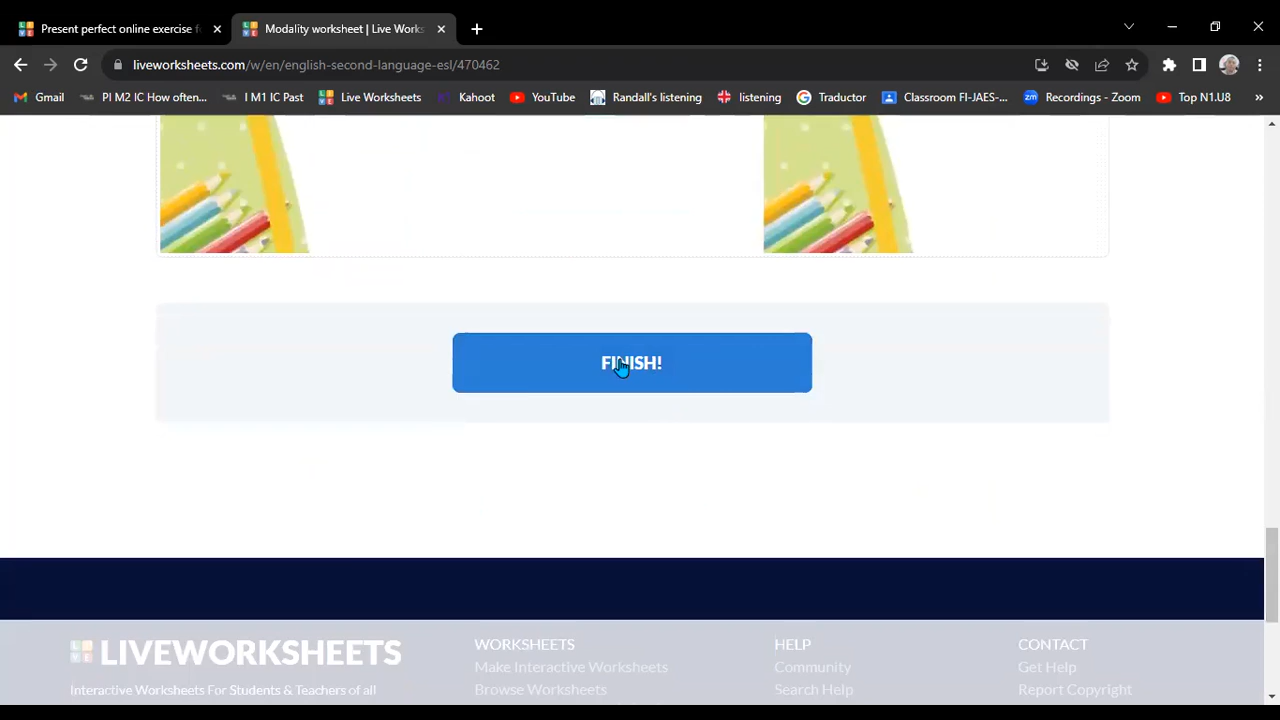 Present perfect online exercise f
Modality worksheet | Live Works
liveworksheets.com/w/en/english-second-language-esl/470462
Gmail PI M2 IC How often... I M1 IC Past Live Worksheets Kahoot YouTube Randall's listening listening Traductor Classroom FI-JAES-... Recordings - Zoom Top N1.U8 »
FINISH!
LIVEWORKSHEETS
Interactive Worksheets For Students & Teachers of all
WORKSHEETS
Make Interactive Worksheets
Browse Worksheets
HELP
Community
Search Help
CONTACT
Get Help
Report Copyright